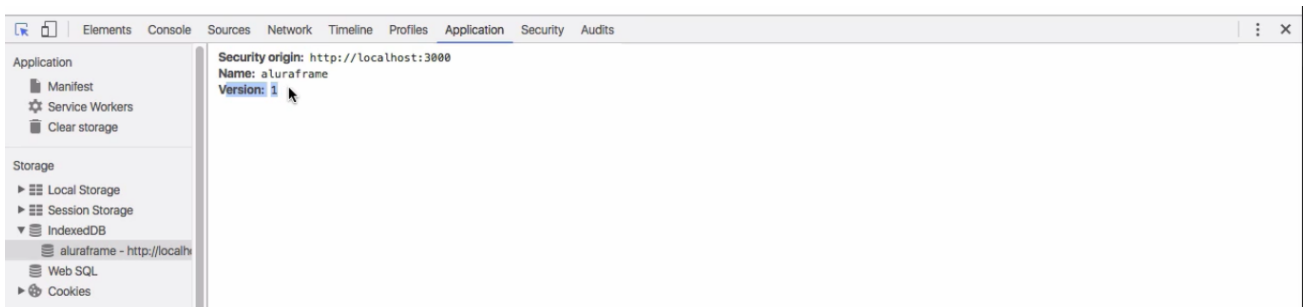 Elements Console Sources Network Timeline Profiles Application Security Audits
Application
Manifest
Service Workers
Clear storage
Storage
Local Storage
Session Storage
IndexedDB
aluraframe - http://localh
Web SQL
Cookies
Security origin: http://localhost:3000
Name: aluraframe
Version: 1